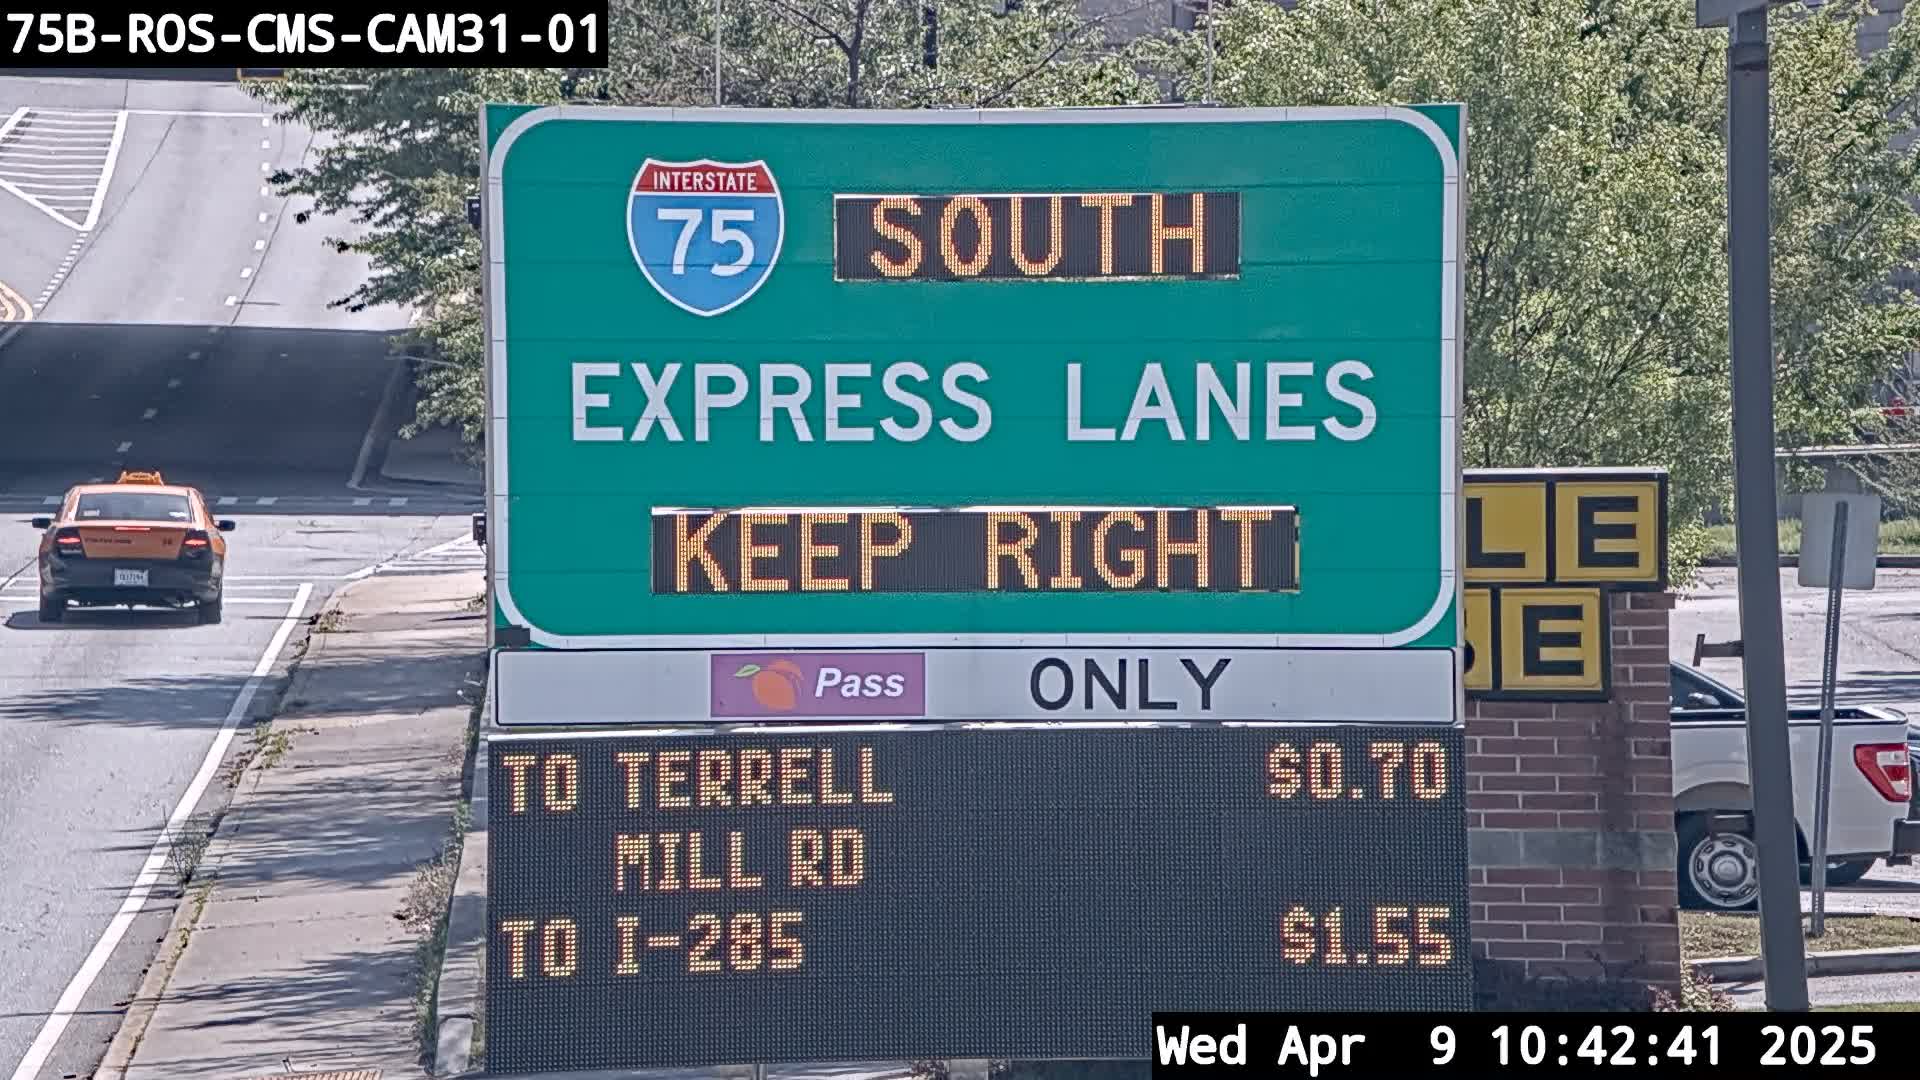 75B-ROS-CMS-CAM31-01
INTERSTATE
75
SOUTH
EXPRESS LANES
KEEP RIGHT
Pass ONLY
TO TERRELL $0.70
MILL RD
TO I-285 $1.55
LE
E
Wed Apr 9 10:42:41 2025